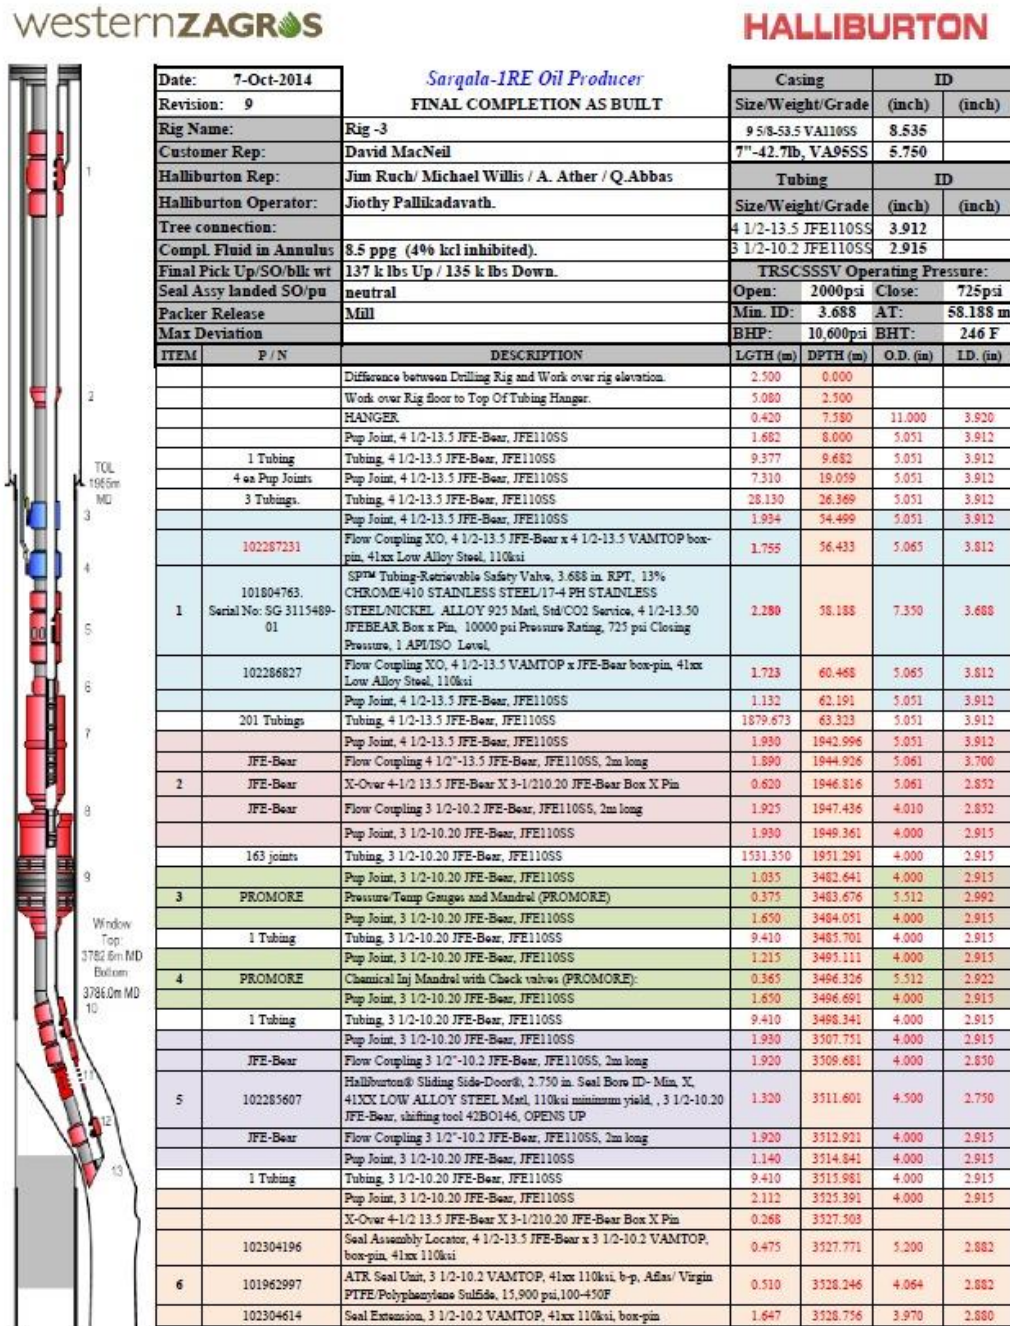 westernZAGROS
HALLIBURTON
Date: 7-Oct-2014 Sarqala-1RE Oil Producer Casing ID
Revision: 9 FINAL COMPLETION AS BUILT Size/Weight/Grade (inch) (inch)
Rig Name: Rig -3 9 5/8-53.5 VA110SS 8.535
Customer Rep: David MacNeil 7"-42.7lb, VA95SS 5.750
Halliburton Rep: Jim Ruch/ Michael Willis / A. Ather / Q.Abbas Tubing ID
Halliburton Operator: Jiothy Pallikadavath. Size/Weight/Grade (inch) (inch)
Tree connection: 4 1/2-13.5 JFE110SS 3.912
Compl. Fluid in Annulus 8.5 ppg (4% kcl inhibited). 3 1/2-10.2 JFE110SS 2.915
Final Pick Up/SO/blk wt 137 k lbs Up / 135 k lbs Down. TRSCSSSV Operating Pressure:
Seal Assy landed SO/pu neutral Open: 2000psi Close: 725psi
Packer Release Mill Min. ID: 3.688 AT: 58.188 m
Max Deviation BHP: 10,600psi BHT: 246 F
ITEM P / N DESCRIPTION LGTH (m) DPTH (m) O.D. (in) I.D. (in)
Difference between Drilling Rig and Work over rig elevation. 2.500 0.000
Work over Rig floor to Top Of Tubing Hanger. 5.080 2.500
HANGER 0.420 7.580 11.000 3.920
Pup Joint, 4 1/2-13.5 JFE-Bear, JFE110SS 1.682 8.000 5.051 3.912
1 Tubing Tubing, 4 1/2-13.5 JFE-Bear, JFE110SS 9.377 9.682 5.051 3.912
4 ea Pup Joints Pup Joint, 4 1/2-13.5 JFE-Bear, JFE110SS 7.310 19.059 5.051 3.912
3 Tubings. Tubing, 4 1/2-13.5 JFE-Bear, JFE110SS 28.130 26.369 5.051 3.912
Pup Joint, 4 1/2-13.5 JFE-Bear, JFE110SS 1.934 54.499 5.051 3.912
102287231 Flow Coupling XO, 4 1/2-13.5 JFE-Bear x 4 1/2-13.5 VAMTOP box-
pin, 41xx Low Alloy Steel, 110ksi 1.755 56.433 5.065 3.812
SP™ Tubing-Retrievable Safety Valve, 3.688 in. RPT, 13%
101804763. CHROME/410 STAINLESS STEEL/17-4 PH STAINLESS
1 Serial No: SG 3115489- STEEL/NICKEL ALLOY 925 Matl, Std/CO2 Service, 4 1/2-13.50 2.280 58.188 7.350 3.688
01 JFEBEAR Box x Pin, 10000 psi Pressure Rating, 725 psi Closing
Pressure, 1 API/ISO Level,
102286827 Flow Coupling XO, 4 1/2-13.5 VAMTOP x JFE-Bear box-pin, 41xx
Low Alloy Steel, 110ksi 1.723 60.468 5.065 3.812
Pup Joint, 4 1/2-13.5 JFE-Bear, JFE110SS 1.132 62.191 5.051 3.912
201 Tubings Tubing, 4 1/2-13.5 JFE-Bear, JFE110SS 1879.673 63.323 5.051 3.912
Pup Joint, 4 1/2-13.5 JFE-Bear, JFE110SS 1.930 1942.996 5.051 3.912
JFE-Bear Flow Coupling 4 1/2"-13.5 JFE-Bear, JFE110SS, 2m long 1.890 1944.926 5.061 3.700
2 JFE-Bear X-Over 4-1/2 13.5 JFE-Bear X 3-1/210.20 JFE-Bear Box X Pin 0.620 1946.816 5.061 2.852
JFE-Bear Flow Coupling 3 1/2-10.2 JFE-Bear, JFE110SS, 2m long 1.925 1947.436 4.010 2.852
Pup Joint, 3 1/2-10.20 JFE-Bear, JFE110SS 1.930 1949.361 4.000 2.915
163 joints Tubing, 3 1/2-10.20 JFE-Bear, JFE110SS 1531.350 1951.291 4.000 2.915
Pup Joint, 3 1/2-10.20 JFE-Bear, JFE110SS 1.035 3482.641 4.000 2.915
3 PROMORE Pressure/Temp Gauges and Mandrel (PROMORE) 0.375 3483.676 5.512 2.992
Pup Joint, 3 1/2-10.20 JFE-Bear, JFE110SS 1.650 3484.051 4.000 2.915
1 Tubing Tubing, 3 1/2-10.20 JFE-Bear, JFE110SS 9.410 3485.701 4.000 2.915
Pup Joint, 3 1/2-10.20 JFE-Bear, JFE110SS 1.215 3495.111 4.000 2.915
4 PROMORE Chemical Inj Mandrel with Check valves (PROMORE): 0.365 3496.326 5.512 2.922
Pup Joint, 3 1/2-10.20 JFE-Bear, JFE110SS 1.650 3496.691 4.000 2.915
1 Tubing Tubing, 3 1/2-10.20 JFE-Bear, JFE110SS 9.410 3498.341 4.000 2.915
Pup Joint, 3 1/2-10.20 JFE-Bear, JFE110SS 1.930 3507.751 4.000 2.915
JFE-Bear Flow Coupling 3 1/2"-10.2 JFE-Bear, JFE110SS, 2m long 1.920 3509.681 4.000 2.850
Halliburton® Sliding Side-Door®, 2.750 in. Seal Bore ID- Min, X,
5 102285607 41XX LOW ALLOY STEEL Matl, 110ksi minimum yield, , 3 1/2-10.20 1.320 3511.601 4.500 2.750
JFE-Bear, shifting tool 42BO146, OPENS UP
JFE-Bear Flow Coupling 3 1/2"-10.2 JFE-Bear, JFE110SS, 2m long 1.920 3512.921 4.000 2.915
Pup Joint, 3 1/2-10.20 JFE-Bear, JFE110SS 1.140 3514.841 4.000 2.915
1 Tubing Tubing, 3 1/2-10.20 JFE-Bear, JFE110SS 9.410 3515.981 4.000 2.915
Pup Joint, 3 1/2-10.20 JFE-Bear, JFE110SS 2.112 3525.391 4.000 2.915
X-Over 4-1/2 13.5 JFE-Bear X 3-1/210.20 JFE-Bear Box X Pin 0.268 3527.503
102304196 Seal Assembly Locator, 4 1/2-13.5 JFE-Bear x 3 1/2-10.2 VAMTOP,
box-pin, 41xx 110ksi 0.475 3527.771 5.200 2.882
6 101962997 ATR Seal Unit, 3 1/2-10.2 VAMTOP, 41xx 110ksi, b-p, Aflas/ Virgin
PTFE/Polyphenylene Sulfide, 15,900 psi,100-450F 0.510 3528.246 4.064 2.882
102304614 Seal Extension, 3 1/2-10.2 VAMTOP, 41xx 110ksi, box-pin 1.647 3528.756 3.970 2.880
1
2
TOL
1955m
MD
3
4
5
6
7
8
9
Window
Top:
3782.6m MD
Bottom
3786.0m MD
10
11
12
13